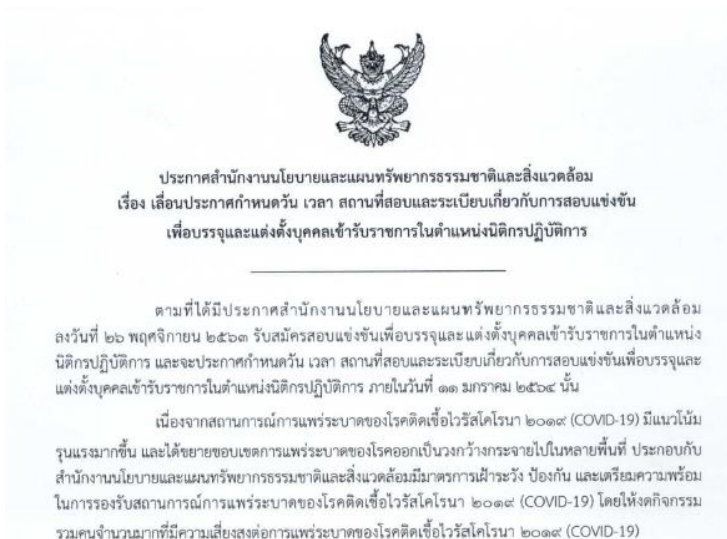 ประกาศสำนักงานนโยบายและแผนทรัพยากรธรรมชาติและสิ่งแวดล้อม
เรื่อง เลื่อนประกาศกำหนดวัน เวลา สถานที่สอบและระเบียบเกี่ยวกับการสอบแข่งขัน
เพื่อบรรจุและแต่งตั้งบุคคลเข้ารับราชการในตำแหน่งนิติกรปฏิบัติการ
ตามที่ได้มีประกาศสำนักงานนโยบายและแผนทรัพยากรธรรมชาติและสิ่งแวดล้อม
ลงวันที่ ๒๖ พฤศจิกายน ๒๕๖๓ รับสมัครสอบแข่งขันเพื่อบรรจุและแต่งตั้งบุคคลเข้ารับราชการในตำแหน่ง
นิติกรปฏิบัติการ และจะประกาศกำหนดวัน เวลา สถานที่สอบและระเบียบเกี่ยวกับการสอบแข่งขันเพื่อบรรจุและ
แต่งตั้งบุคคลเข้ารับราชการในตำแหน่งนิติกรปฏิบัติการ ภายในวันที่ ๑๑ มกราคม ๒๕๖๔ นั้น
เนื่องจากสถานการณ์การแพร่ระบาดของโรคติดเชื้อไวรัสโคโรนา ๒๐๑๙ (COVID-19) มีแนวโน้ม
รุนแรงมากขึ้น และได้ขยายขอบเขตการแพร่ระบาดของโรคออกเป็นวงกว้างกระจายไปในหลายพื้นที่ ประกอบกับ
สำนักงานนโยบายและแผนทรัพยากรธรรมชาติและสิ่งแวดล้อมมีมาตรการเฝ้าระวัง ป้องกัน และเตรียมความพร้อม
ในการรองรับสถานการณ์การแพร่ระบาดของโรคติดเชื้อไวรัสโคโรนา ๒๐๑๙ (COVID-19) โดยให้งดกิจกรรม
รวมคนจำนวนมากที่มีความเสี่ยงสูงต่อการแพร่ระบาดของโรคติดเชื้อไวรัสโคโรนา ๒๐๑๙ (COVID-19)